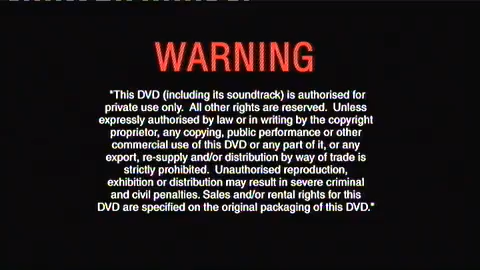 WARNING
"This DVD (including its soundtrack) is authorised for
private use only. All other rights are reserved. Unless
expressly authorised by law or in writing by the copyright
proprietor, any copying, public performance or other
commercial use of this DVD or any part of it, or any
export, re-supply and/or distribution by way of trade is
strictly prohibited. Unauthorised reproduction,
exhibition or distribution may result in severe criminal
and civil penalties. Sales and/or rental rights for this
DVD are specified on the original packaging of this DVD."